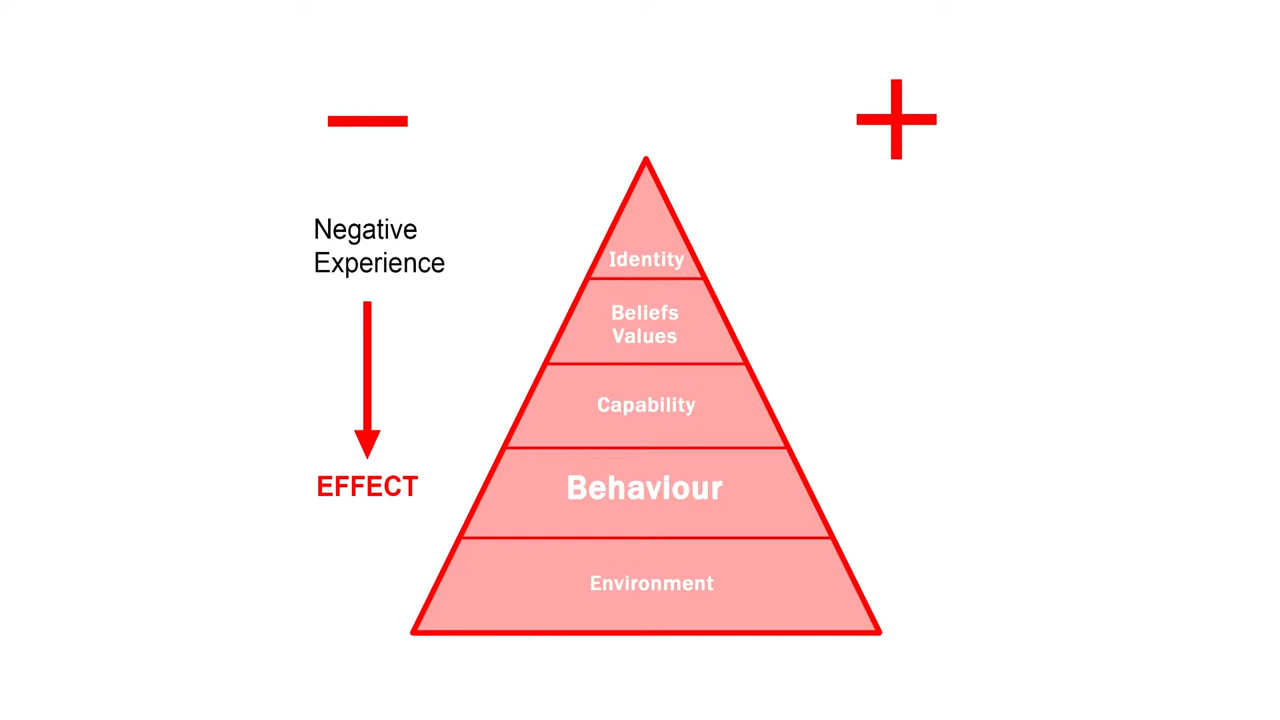 − +
Negative
Experience
EFFECT
Identity
Beliefs
Values
Capability
Behaviour
Environment